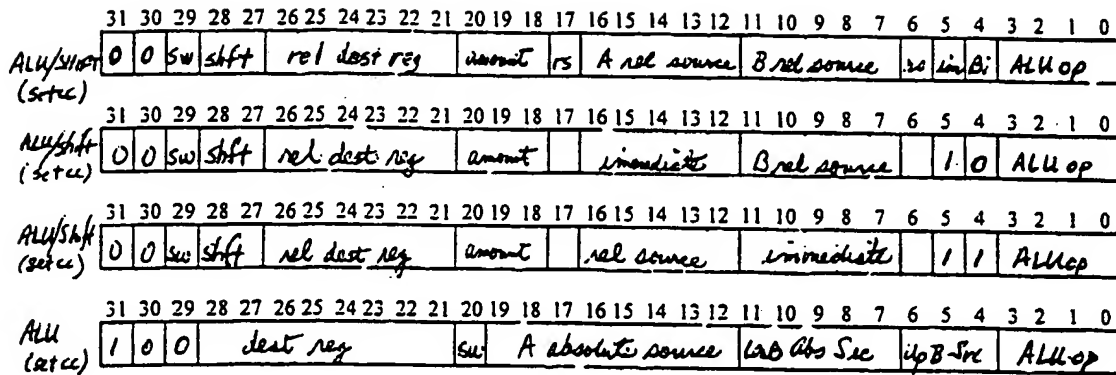 31 30 29 28 27 26 25 24 23 22 21 20 19 18 17 16 15 14 13 12 11 10 9 8 7 6 5 4 3 2 1 0
ALU/Shift 0 0 sw shft rel dest reg amount rs A rel source B rel source im Bi ALU op
(setcc)
31 30 29 28 27 26 25 24 23 22 21 20 19 18 17 16 15 14 13 12 11 10 9 8 7 6 5 4 3 2 1 0
ALU/Shft 0 0 sw shft rel dest reg amount immediate B rel source 1 0 ALU op
(setcc)
31 30 29 28 27 26 25 24 23 22 21 20 19 18 17 16 15 14 13 12 11 10 9 8 7 6 5 4 3 2 1 0
ALU/Shft 0 0 sw shft rel dest reg amount rel source immediate 1 1 ALU op
(setcc)
31 30 29 28 27 26 25 24 23 22 21 20 19 18 17 16 15 14 13 12 11 10 9 8 7 6 5 4 3 2 1 0
ALU 1 0 0 dest reg sw A absolute source B Abs Src B-Src ALU-op
(setcc)